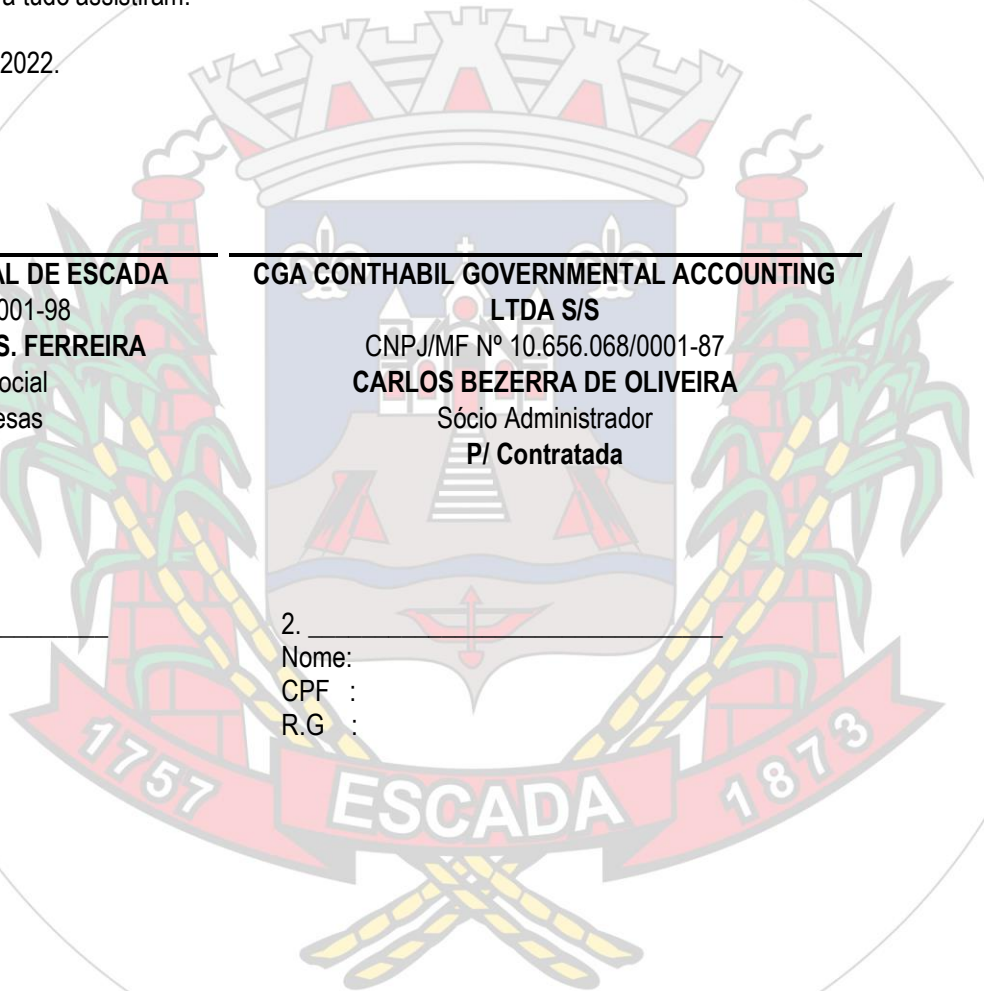 a tudo assistiram.
2022.
AL DE ESCADA
001-98
S. FERREIRA
ocial
esas
CGA CONTHABIL GOVERNMENTAL ACCOUNTING
LTDA S/S
CNPJ/MF Nº 10.656.068/0001-87
CARLOS BEZERRA DE OLIVEIRA
Sócio Administrador
P/ Contratada
2. ____________________________
Nome:
CPF :
R.G :
1757
ESCADA
1873